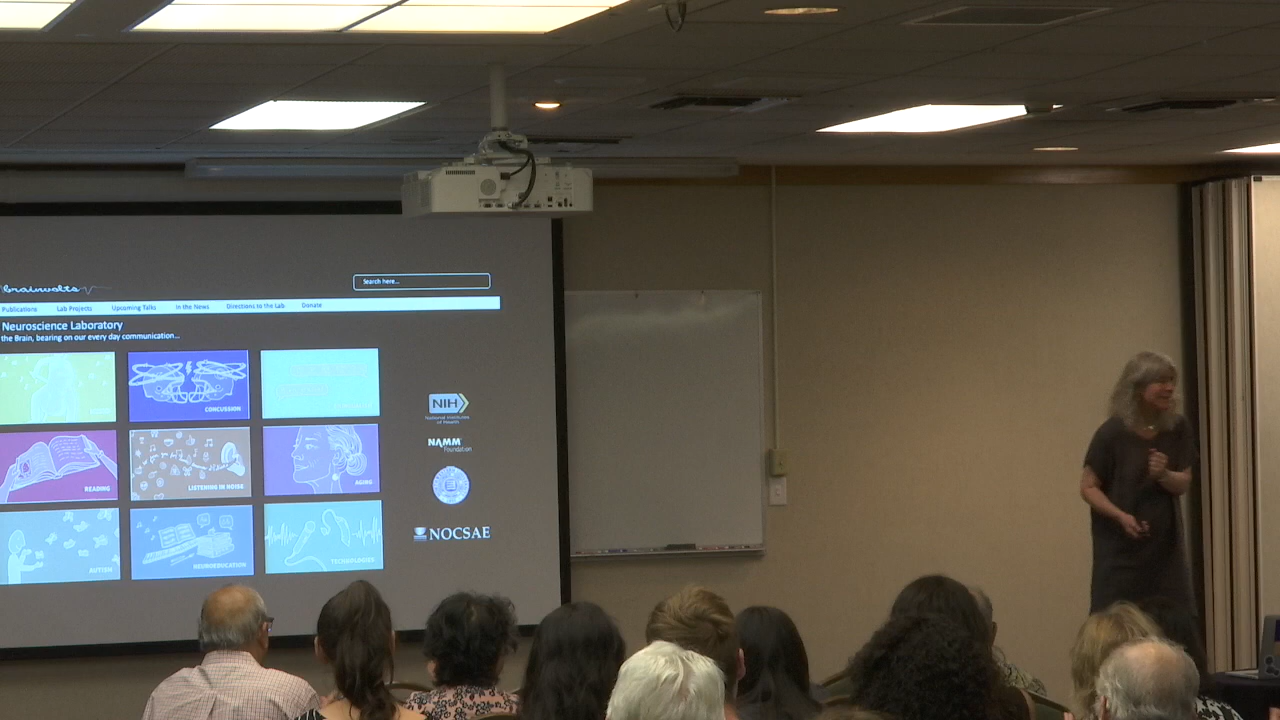 brainvolts
Search here...
Publications Lab Projects Upcoming Talks In the News Directions to the Lab Donate
Neuroscience Laboratory
the Brain, bearing on our every day communication...
CONCUSSION
READING
LISTENING IN NOISE
AGING
AUTISM
NEUROEDUCATION
TECHNOLOGIES
NIH
National Institutes
of Health
NAMM
Foundation
NOCSAE